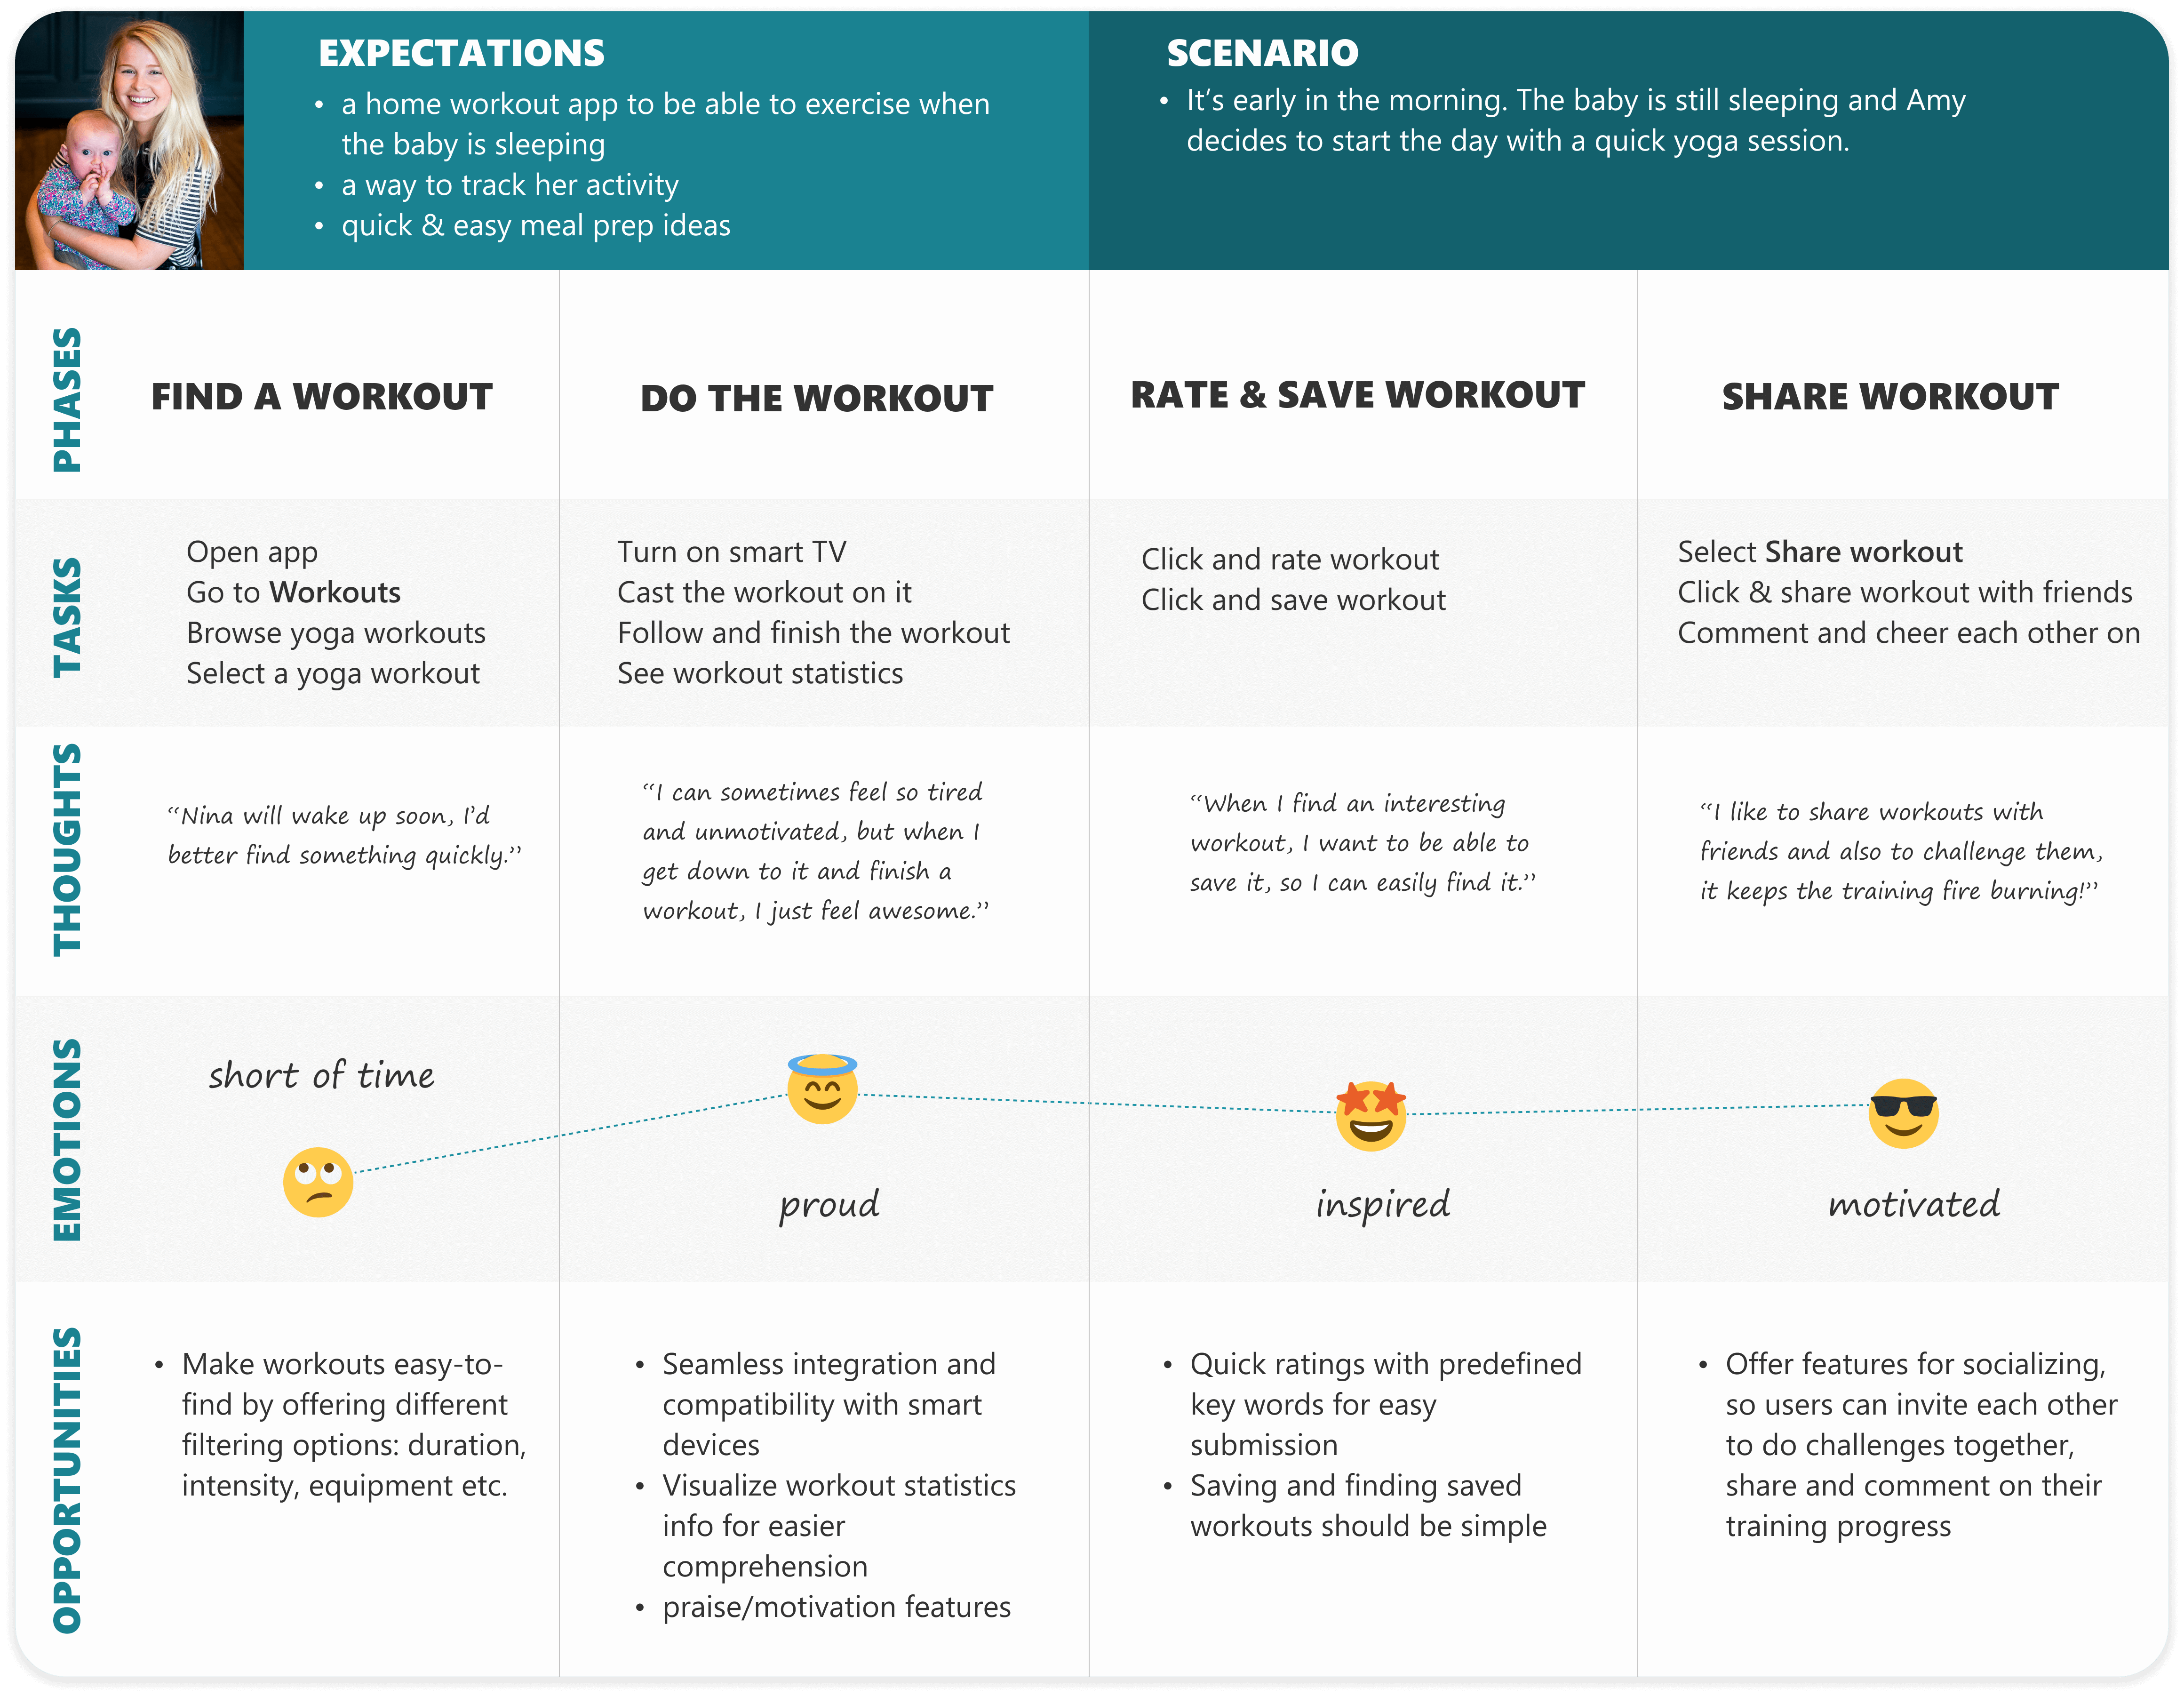 EXPECTATIONS
• a home workout app to be able to exercise when
the baby is sleeping
• a way to track her activity
• quick & easy meal prep ideas
SCENARIO
• It’s early in the morning. The baby is still sleeping and Amy
decides to start the day with a quick yoga session.
PHASES
FIND A WORKOUT
DO THE WORKOUT
RATE & SAVE WORKOUT
SHARE WORKOUT
TASKS
Open app
Go to Workouts
Browse yoga workouts
Select a yoga workout
Turn on smart TV
Cast the workout on it
Follow and finish the workout
See workout statistics
Click and rate workout
Click and save workout
Select Share workout
Click & share workout with friends
Comment and cheer each other on
THOUGHTS
“Nina will wake up soon, I’d
better find something quickly.”
“I can sometimes feel so tired
and unmotivated, but when I
get down to it and finish a
workout, I just feel awesome.”
“When I find an interesting
workout, I want to be able to
save it, so I can easily find it.”
“I like to share workouts with
friends and also to challenge them,
it keeps the training fire burning!”
EMOTIONS
short of time
proud
inspired
motivated
OPPORTUNITIES
• Make workouts easy-to-
find by offering different
filtering options: duration,
intensity, equipment etc.
• Seamless integration and
compatibility with smart
devices
• Visualize workout statistics
info for easier
comprehension
• praise/motivation features
• Quick ratings with predefined
key words for easy
submission
• Saving and finding saved
workouts should be simple
• Offer features for socializing,
so users can invite each other
to do challenges together,
share and comment on their
training progress